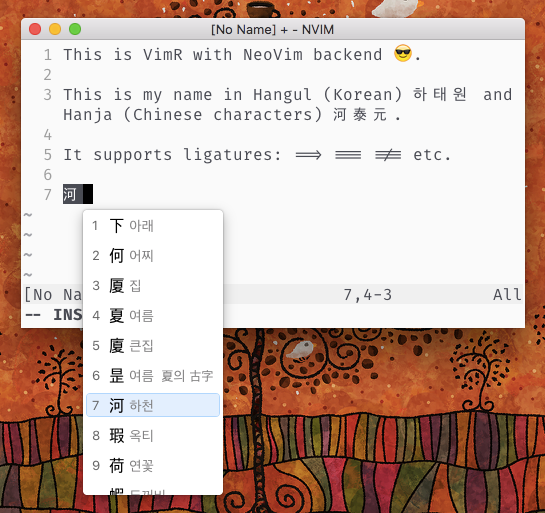 [No Name] + - NVIM
1 This is VimR with NeoVim backend 😎.
2
3 This is my name in Hangul (Korean) 하태원 and
Hanja (Chinese characters) 河泰元.
4
5 It supports ligatures: ==> === =/= etc.
6
7 河
~
~
~
~
[No Na 7,4-3 All
-- INS
1 下 아래
2 何 어찌
3 厦 집
4 夏 여름
5 廈 큰집
6 昰 여름 夏의 古字
7 河 하천
8 瑕 옥티
9 荷 연꽃